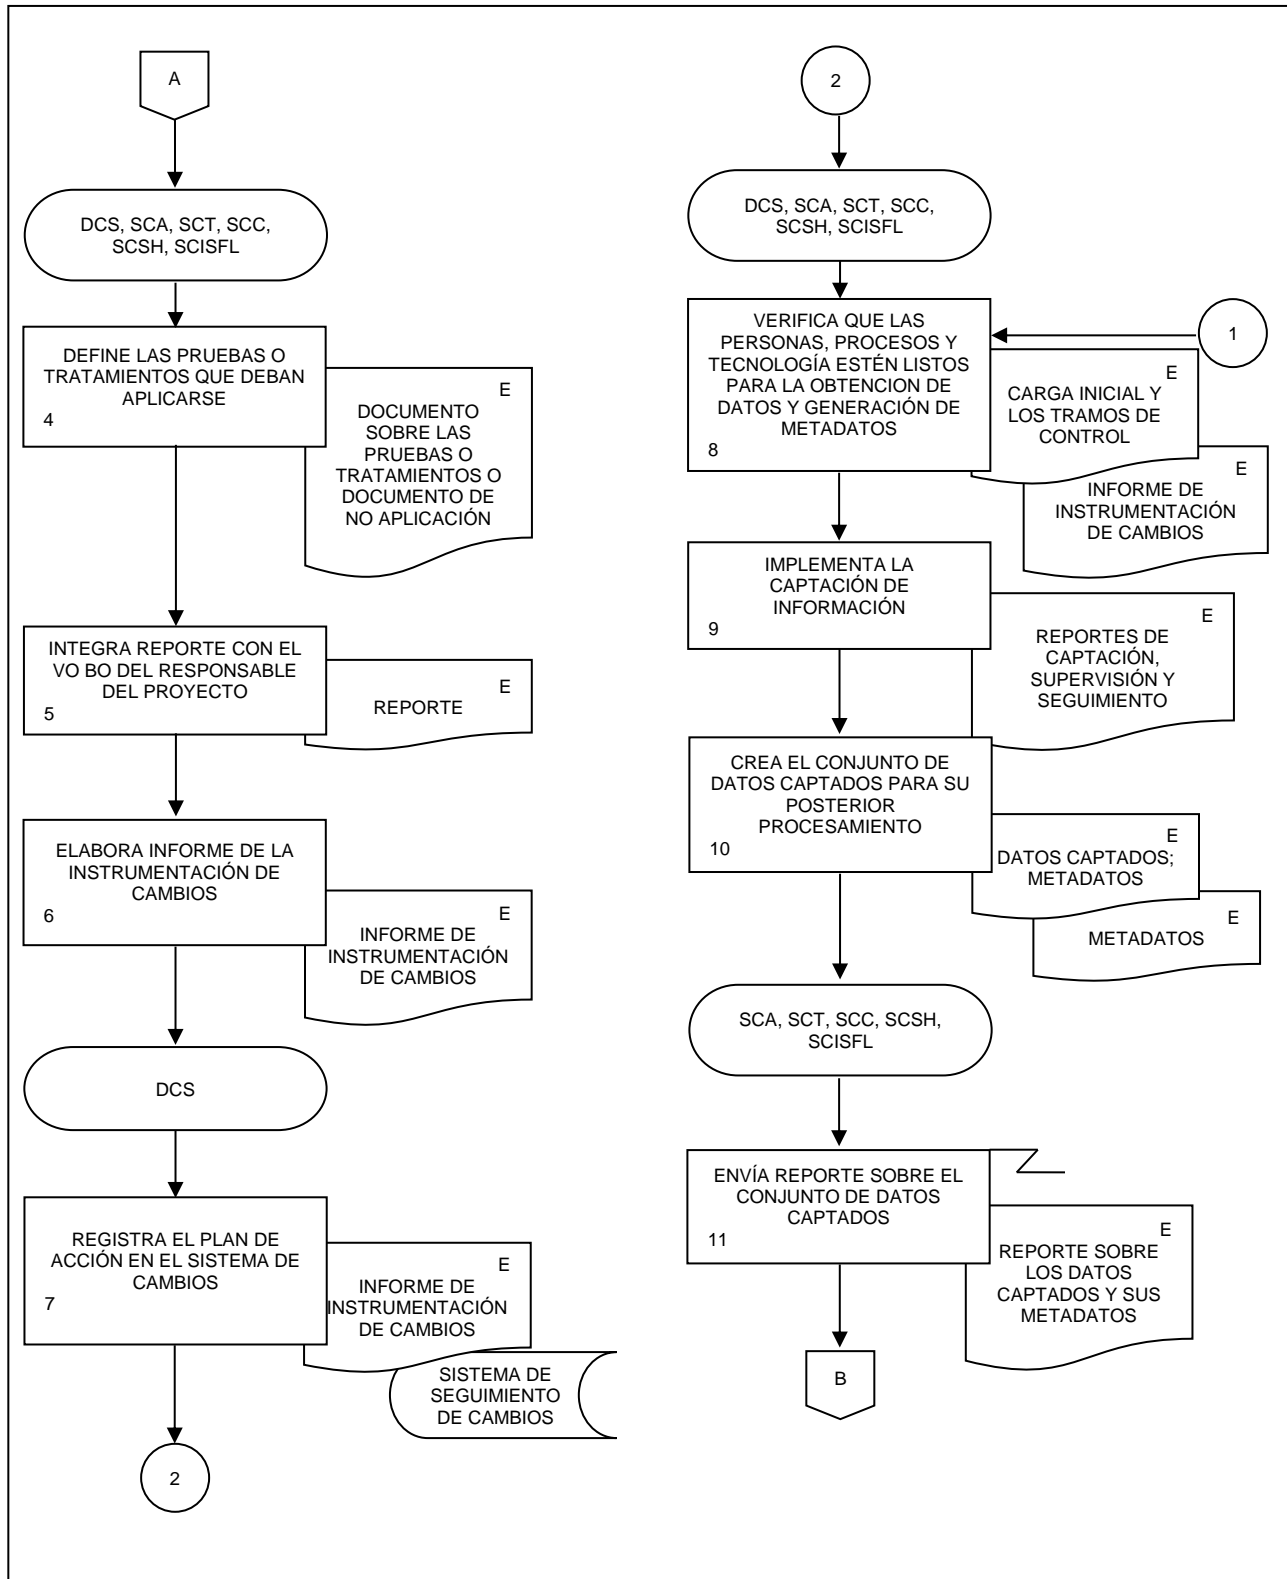 A
DCS, SCA, SCT, SCC,
SCSH, SCISFL
DEFINE LAS PRUEBAS O
TRATAMIENTOS QUE DEBAN
APLICARSE
4
E
DOCUMENTO
SOBRE LAS
PRUEBAS O
TRATAMIENTOS O
DOCUMENTO DE
NO APLICACIÓN
INTEGRA REPORTE CON EL
VO BO DEL RESPONSABLE
DEL PROYECTO
5
E
REPORTE
ELABORA INFORME DE LA
INSTRUMENTACIÓN DE
CAMBIOS
6
E
INFORME DE
INSTRUMENTACIÓN
DE CAMBIOS
DCS
REGISTRA EL PLAN DE
ACCIÓN EN EL SISTEMA DE
CAMBIOS
7
E
INFORME DE
INSTRUMENTACIÓN
DE CAMBIOS
SISTEMA DE
SEGUIMIENTO
DE CAMBIOS
2
2
DCS, SCA, SCT, SCC,
SCSH, SCISFL
1
VERIFICA QUE LAS
PERSONAS, PROCESOS Y
TECNOLOGÍA ESTÉN LISTOS
PARA LA OBTENCION DE
DATOS Y GENERACIÓN DE
METADATOS
8
E
CARGA INICIAL Y
LOS TRAMOS DE
CONTROL
E
INFORME DE
INSTRUMENTACIÓN
DE CAMBIOS
IMPLEMENTA LA
CAPTACIÓN DE
INFORMACIÓN
9
E
REPORTES DE
CAPTACIÓN,
SUPERVISIÓN Y
SEGUIMIENTO
CREA EL CONJUNTO DE
DATOS CAPTADOS PARA SU
POSTERIOR
PROCESAMIENTO
10
E
DATOS CAPTADOS;
METADATOS
E
METADATOS
SCA, SCT, SCC, SCSH,
SCISFL
ENVÍA REPORTE SOBRE EL
CONJUNTO DE DATOS
CAPTADOS
11
E
REPORTE SOBRE
LOS DATOS
CAPTADOS Y SUS
METADATOS
B